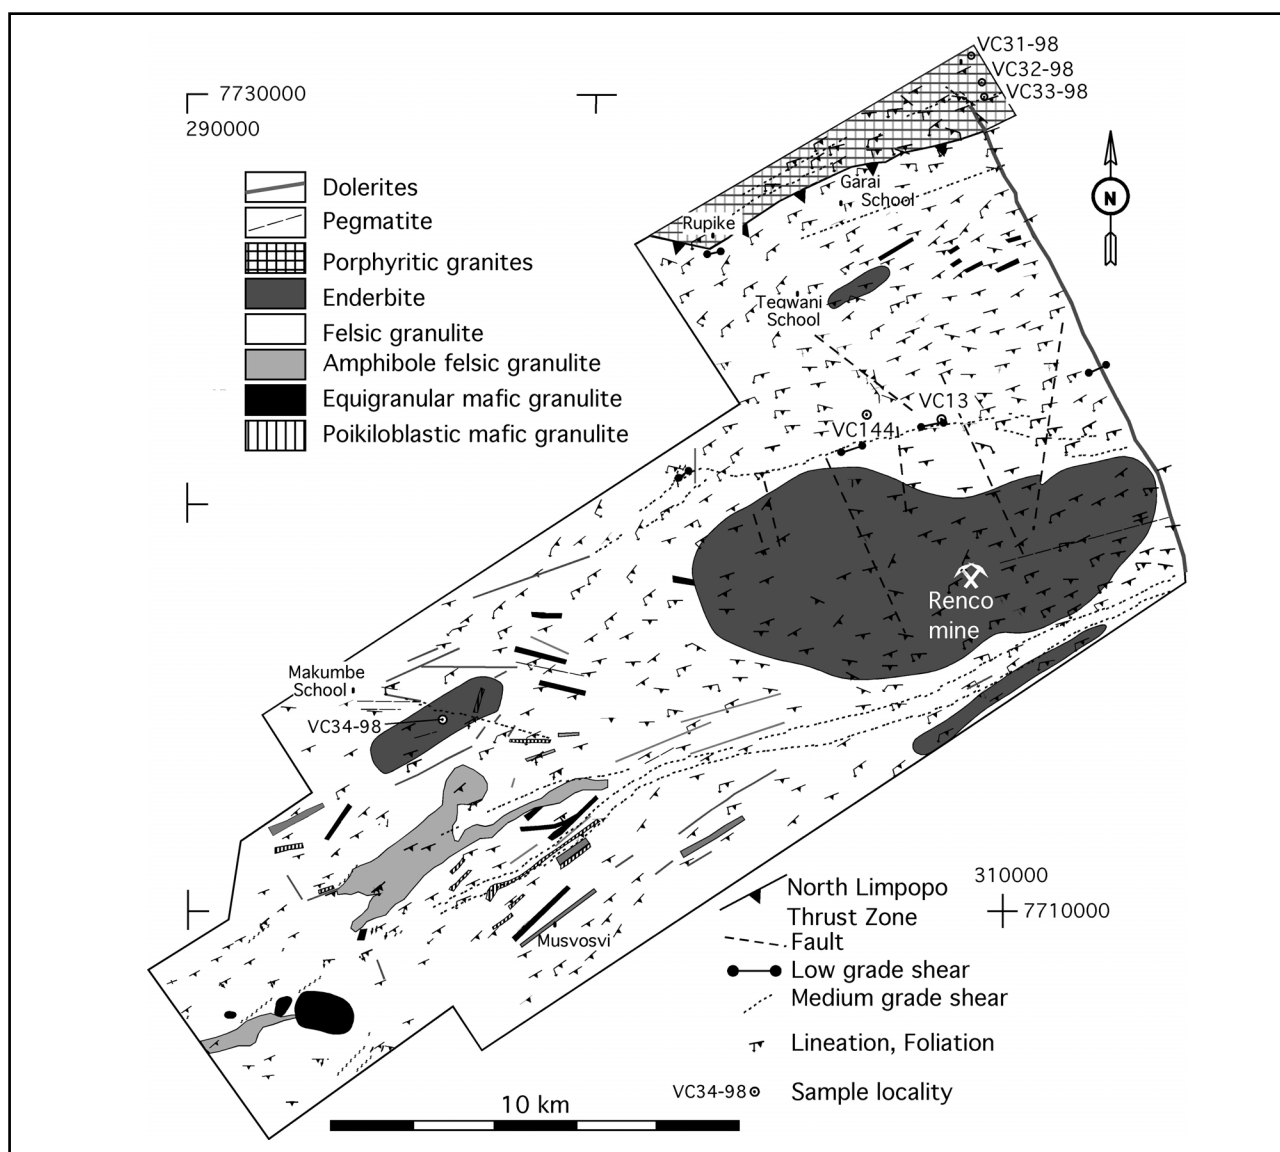 VC31-98
VC32-98
VC33-98
7730000
290000
Dolerites
Pegmatite
Porphyritic granites
Enderbite
Felsic granulite
Amphibole felsic granulite
Equigranular mafic granulite
Poikiloblastic mafic granulite
Garai
School
Rupike
N
Teqwani
School
VC13
VC144
Renco
mine
Makumbe
School
VC34-98
Musvosvi
310000
7710000
North Limpopo
Thrust Zone
Fault
Low grade shear
Medium grade shear
Lineation, Foliation
VC34-98 Sample locality
10 km